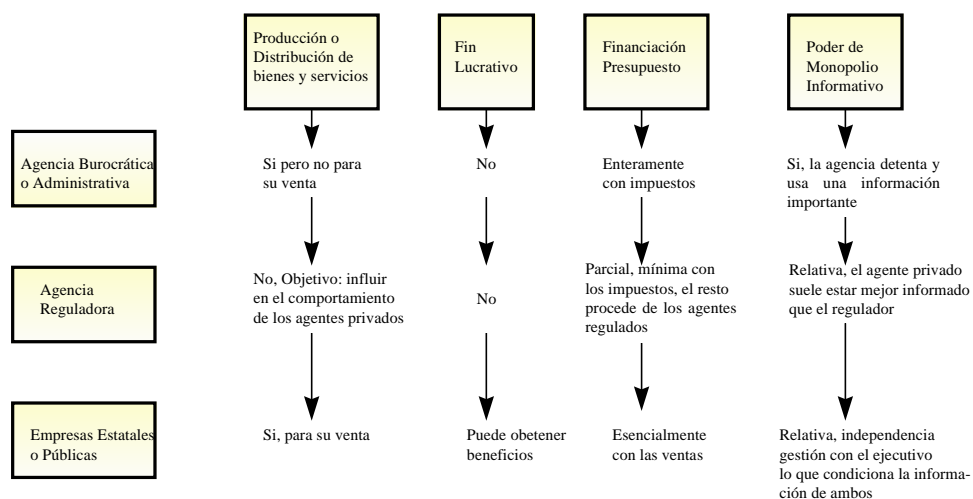 Producción o
Distribución de
bienes y servicios
Fin
Lucrativo
Financiación
Presupuesto
Poder de
Monopolio
Informativo
Agencia Burocrática
o Administrativa
Si pero no para
su venta
No
Enteramente
con impuestos
Si, la agencia detenta y
usa una información
importante
Agencia
Reguladora
No, Objetivo: influir
en el comportamiento
de los agentes privados
No
Parcial, mínima con
los impuestos, el resto
procede de los agentes
regulados
Relativa, el agente privado
suele estar mejor informado
que el regulador
Empresas Estatales
o Públicas
Si, para su venta
Puede obetener
beneficios
Esencialmente
con las ventas
Relativa, independencia
gestión con el ejecutivo
lo que condiciona la informa-
ción de ambos